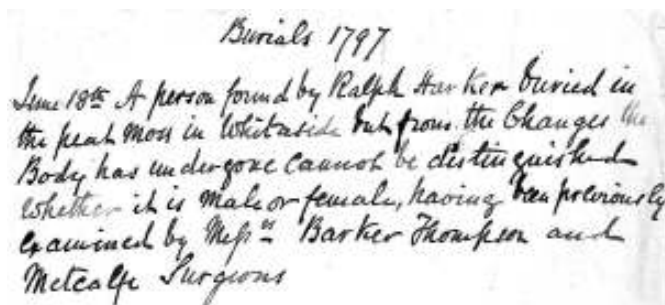 Burials 1797
June 18th A person found by Ralph Harker buried in
the peat moss in Whitaside but from the Changes the
Body has undergone cannot be distinguished
whether it is male or female, having been previously
examined by Messrs Barker Thompson and
Metcalfe Surgeons